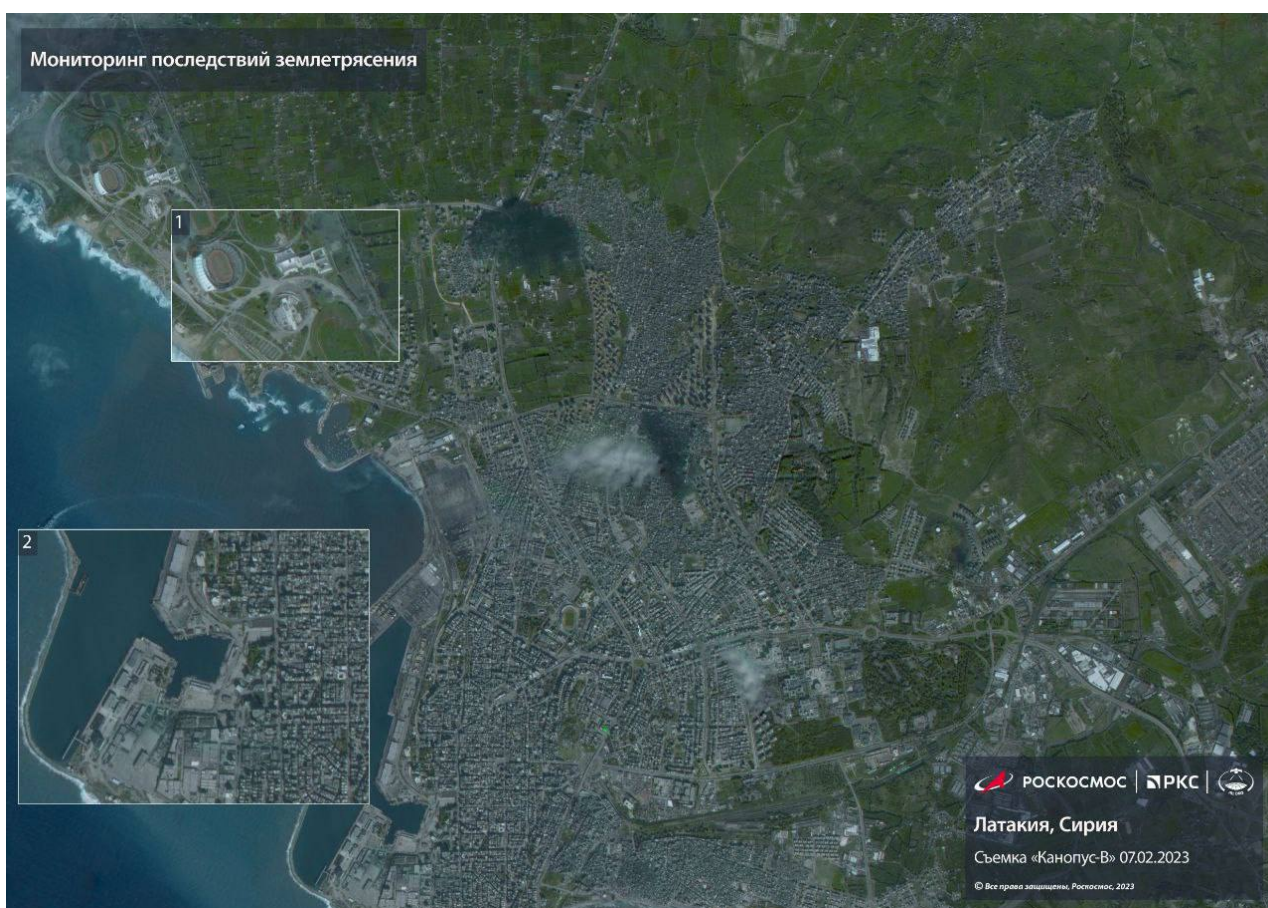 Мониторинг последствий землетрясения
1
2
РОСКОСМОС РКС
Латакия, Сирия
Съемка «Канопус-В» 07.02.2023
© Все права защищены, Роскосмос, 2023